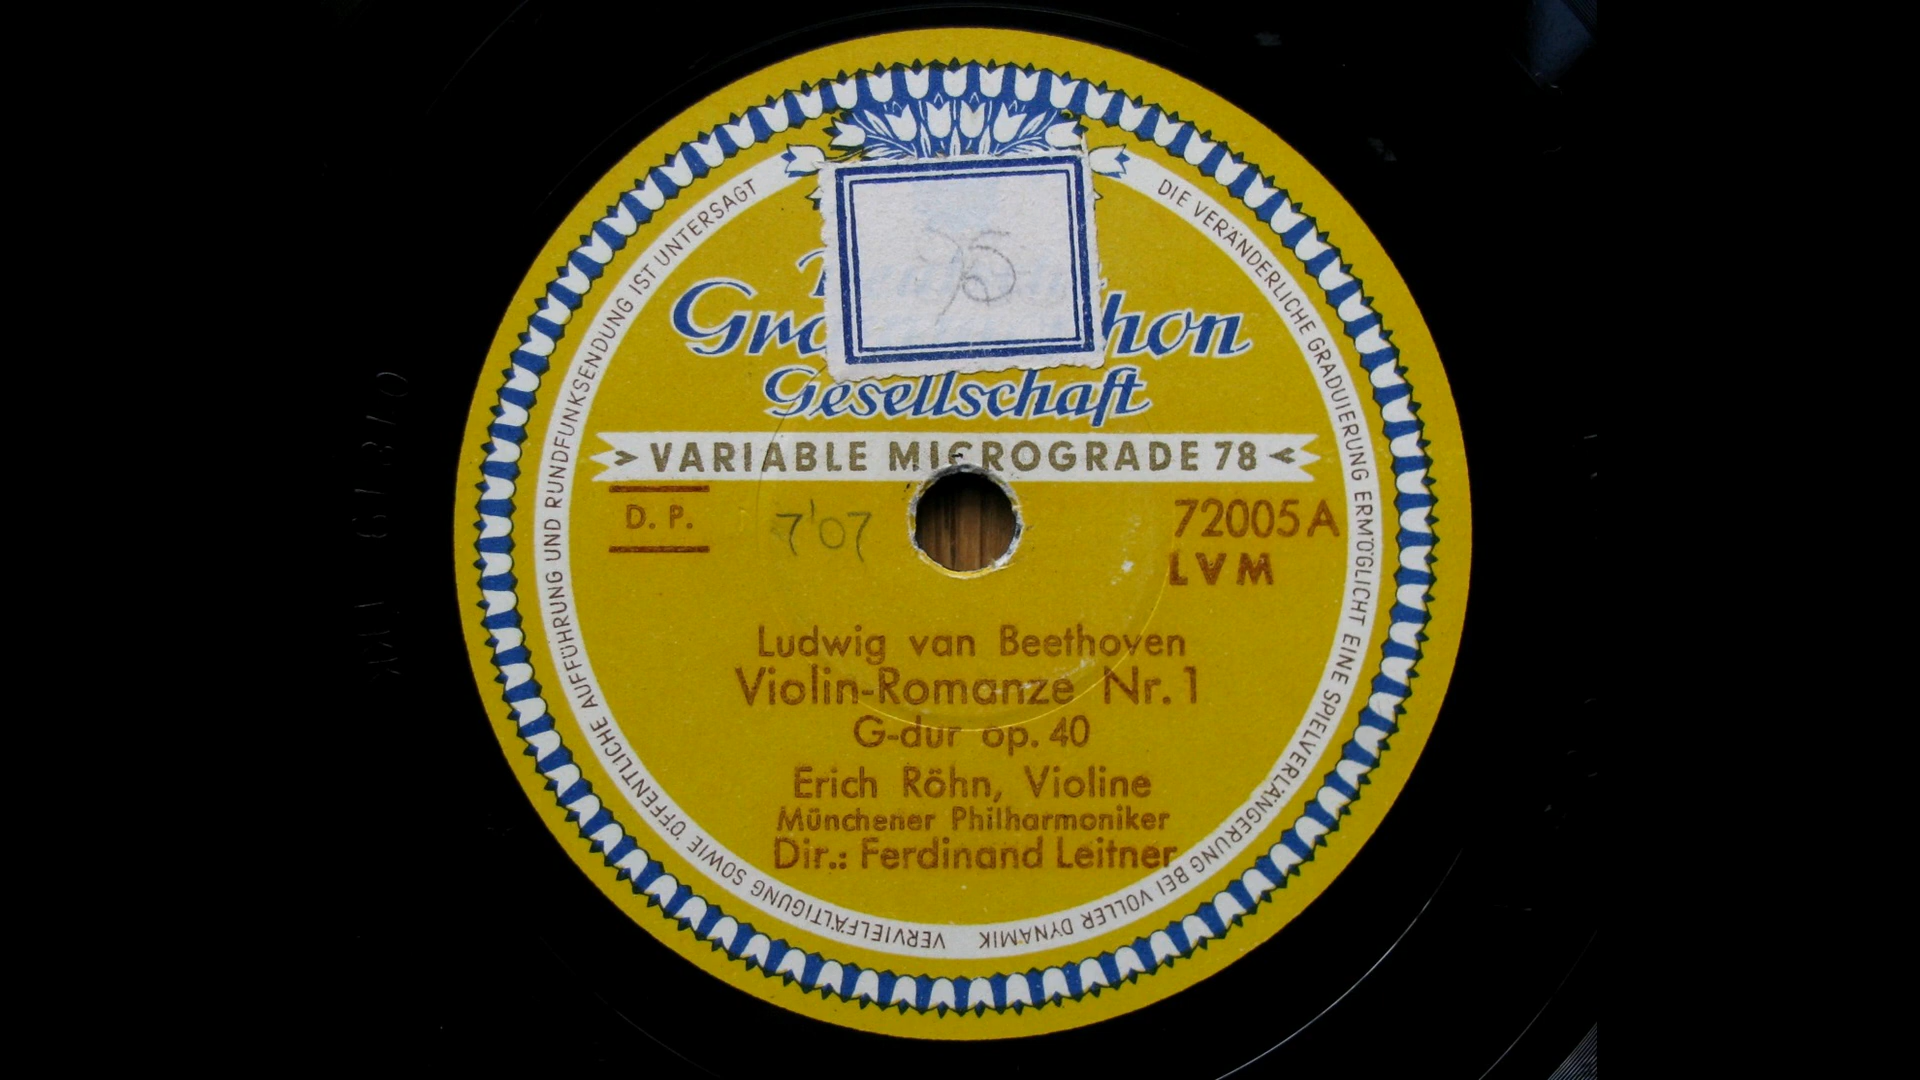 Gesellschaft
VARIABLE MICROGRADE 78
D. P.
7'07
72005 A
LVM
Ludwig van Beethoven
Violin-Romanze Nr. 1
G-dur op. 40
Erich Röhn, Violine
Münchener Philharmoniker
Dir.: Ferdinand Leitner
DIE VERÄNDERLICHE GRADUIERUNG ERMÖGLICHT EINE SPIELVERLÄNGERUNG BEI VOLLER DYNAMIK
VERVIELFÄLTIGUNG SOWIE ÖFFENTLICHE AUFFÜHRUNG UND RUNDFUNKSENDUNG IST UNTERSAGT